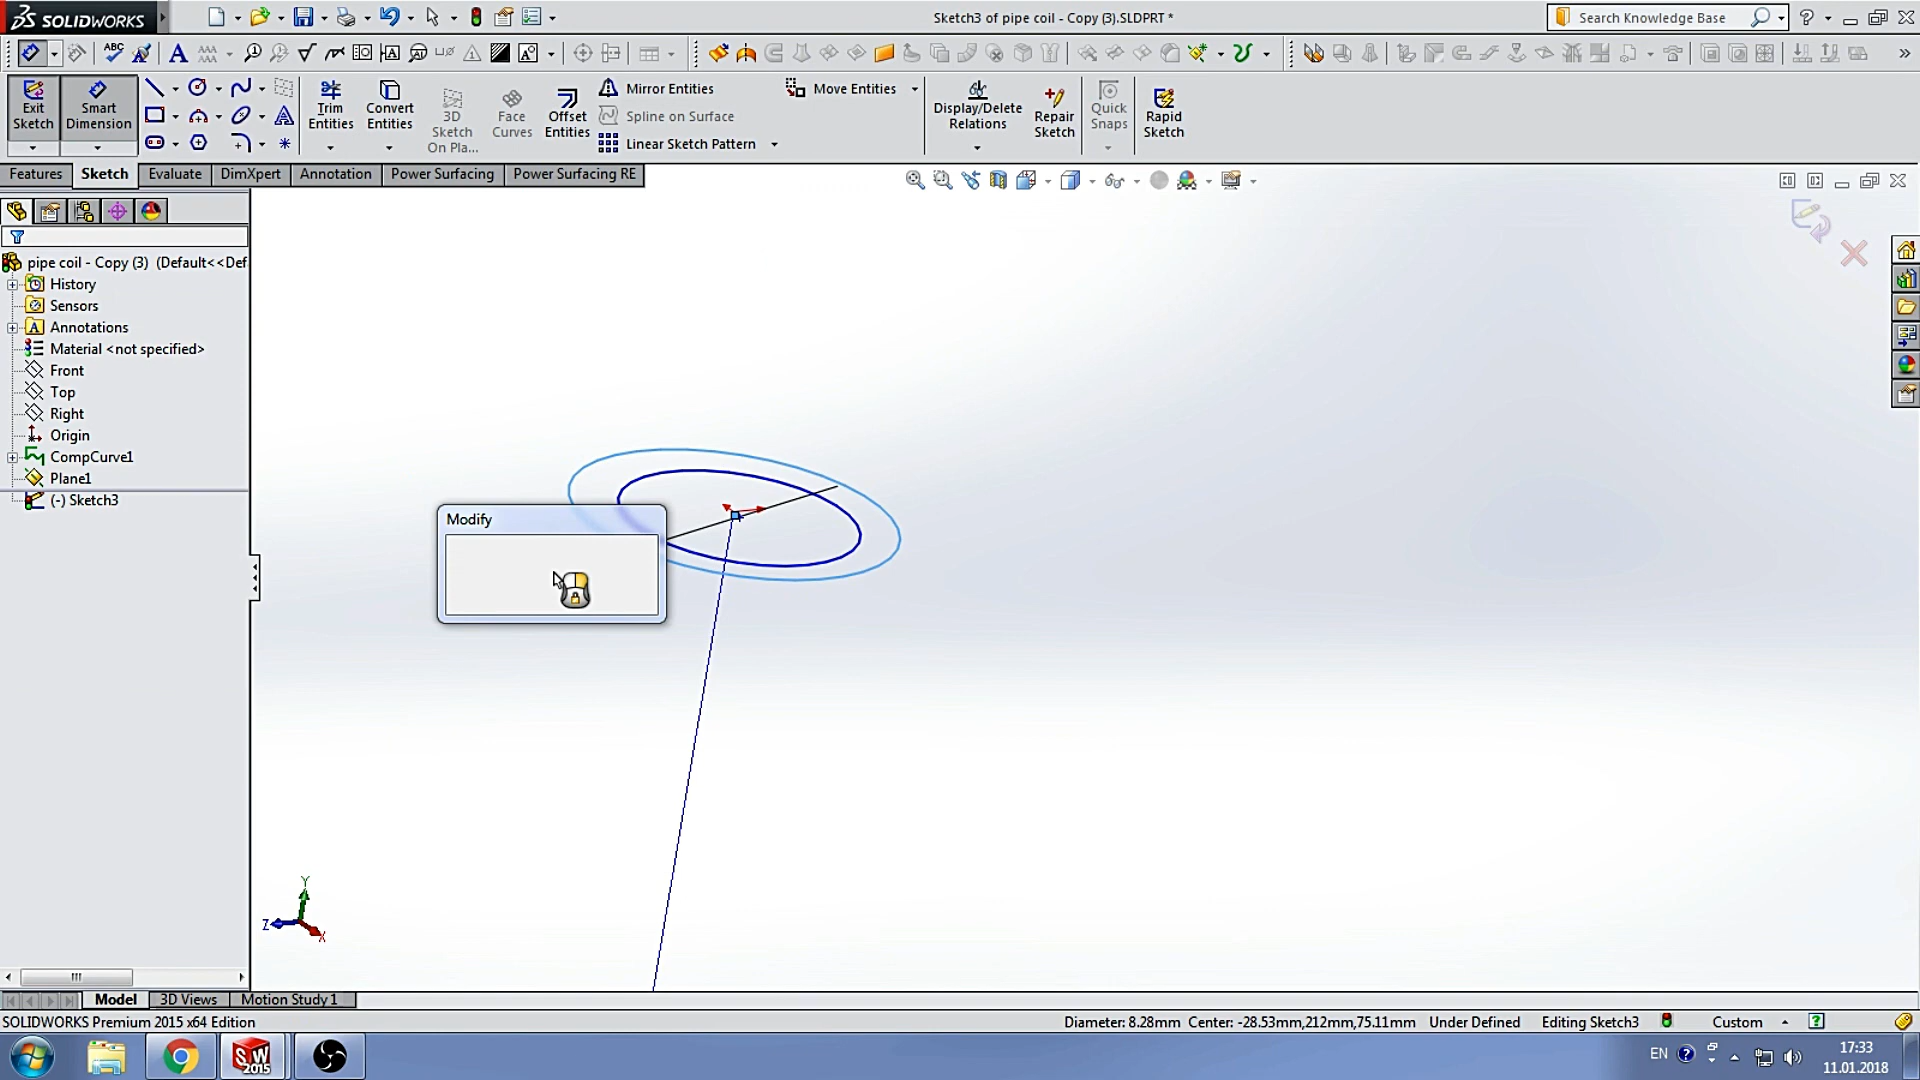 SOLIDWORKS
Sketch3 of pipe coil - Copy (3).SLDPRT *
Search Knowledge Base
?
ABC
A
Exit Sketch
Smart Dimension
Trim Entities
Convert Entities
3D Sketch On Pla...
Face Curves
Offset Entities
Mirror Entities
Spline on Surface
Linear Sketch Pattern
Move Entities
Display/Delete Relations
Repair Sketch
Quick Snaps
Rapid Sketch
Features
Sketch
Evaluate
DimXpert
Annotation
Power Surfacing
Power Surfacing RE
pipe coil - Copy (3) (Default<<Def
History
Sensors
A Annotations
Material <not specified>
Front
Top
Right
Origin
CompCurve1
Plane1
(-) Sketch3
Modify
Y
Z
X
Model
3D Views
Motion Study 1
SOLIDWORKS Premium 2015 x64 Edition
Diameter: 8.28mm Center: -28.53mm,212mm,75.11mm Under Defined Editing Sketch3 Custom ?
SW 2015
EN ?
17:33
11.01.2018